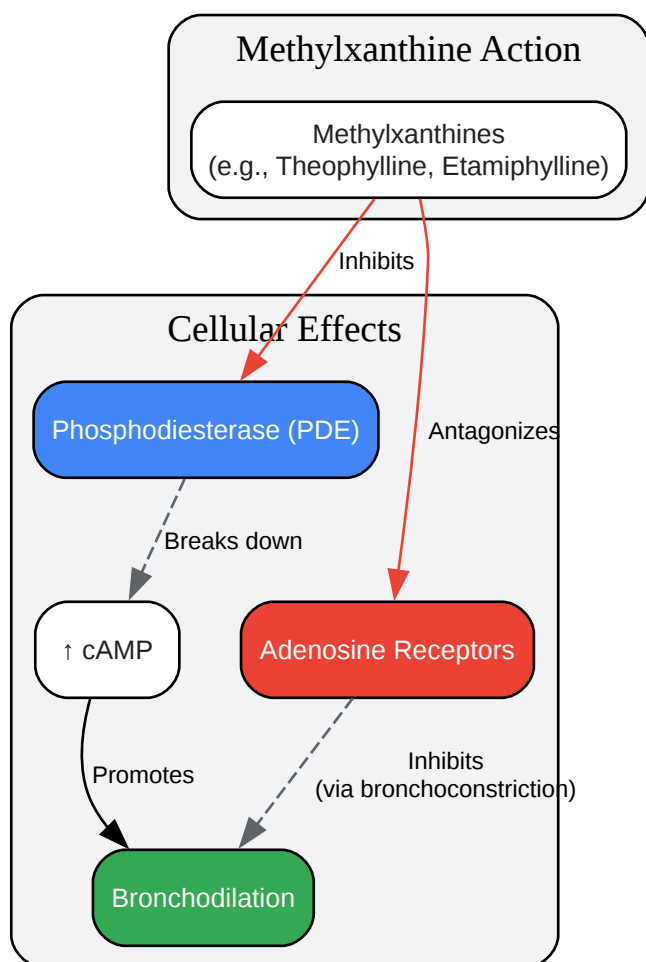 Methylxanthine Action
Methylxanthines
(e.g., Theophylline, Etamiphylline)
Inhibits
Cellular Effects
Phosphodiesterase (PDE)
Antagonizes
Breaks down
↑ cAMP
Adenosine Receptors
Promotes
Inhibits
(via bronchoconstriction)
Bronchodilation